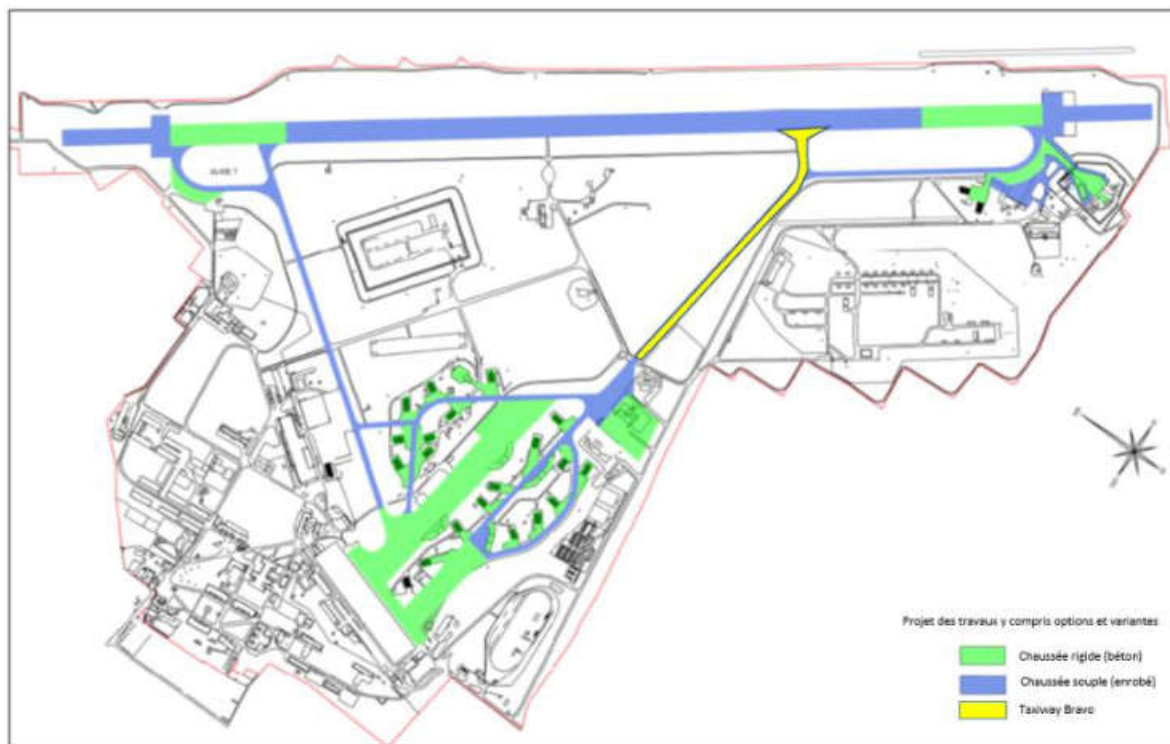 Projet des travaux y compris options et variantes
Chaussée rigide (béton)
Chaussée souple (enrobé)
Taxiway Bravo